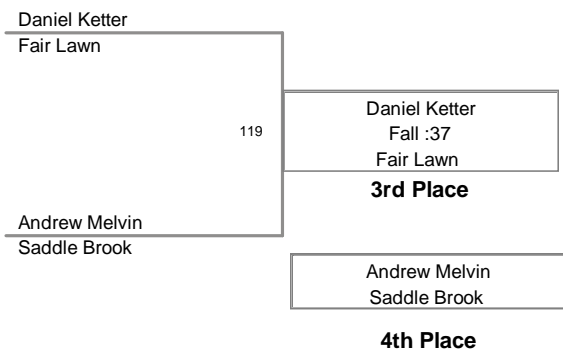 Daniel Ketter
Fair Lawn
119
Daniel Ketter
Fall :37
Fair Lawn
3rd Place
Andrew Melvin
Saddle Brook
Andrew Melvin
Saddle Brook
4th Place